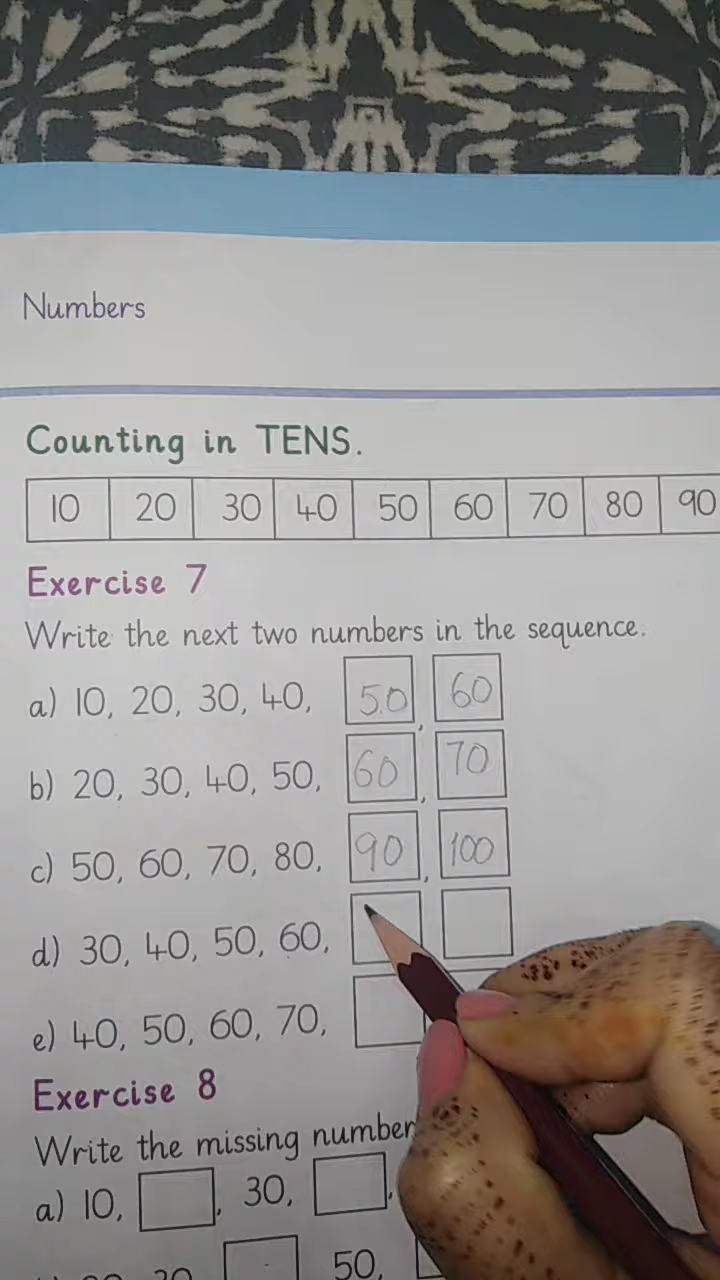 Numbers
Counting in TENS.
10 20 30 40 50 60 70 80 90
Exercise 7
Write the next two numbers in the sequence.
a) 10, 20, 30, 40, 50, 60
b) 20, 30, 40, 50, 60, 70
c) 50, 60, 70, 80, 90, 100
d) 30, 40, 50, 60,
e) 40, 50, 60, 70,
Exercise 8
Write the missing number
a) 10, , 30, ,
50,